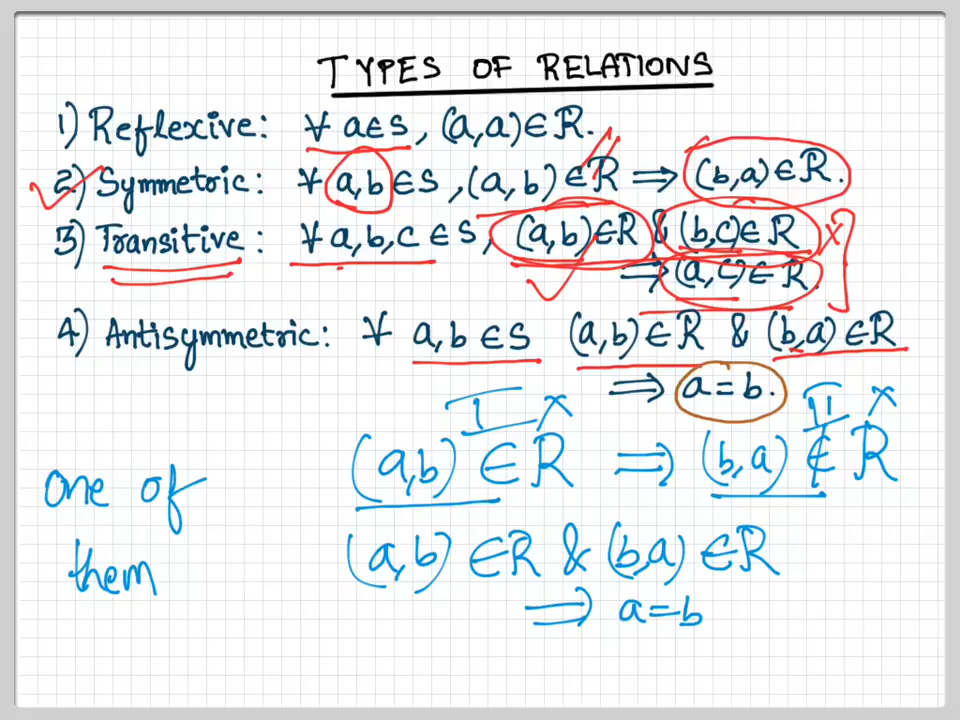 TYPES OF RELATIONS
1) Reflexive: ∀ a∈S, (a,a)∈R.
2) Symmetric: ∀ a,b∈S, (a,b)∈R ⟹ (b,a)∈R.
3) Transitive: ∀ a,b,c∈S, (a,b)∈R & (b,c)∈R x
⟹ (a,c)∈R.
4) Antisymmetric: ∀ a,b∈S (a,b)∈R & (b,a)∈R
⟹ a=b.
I x II x
(a,b)∈R ⟹ (b,a)∉R
one of
(a,b)∈R & (b,a)∈R
them
⟹ a=b